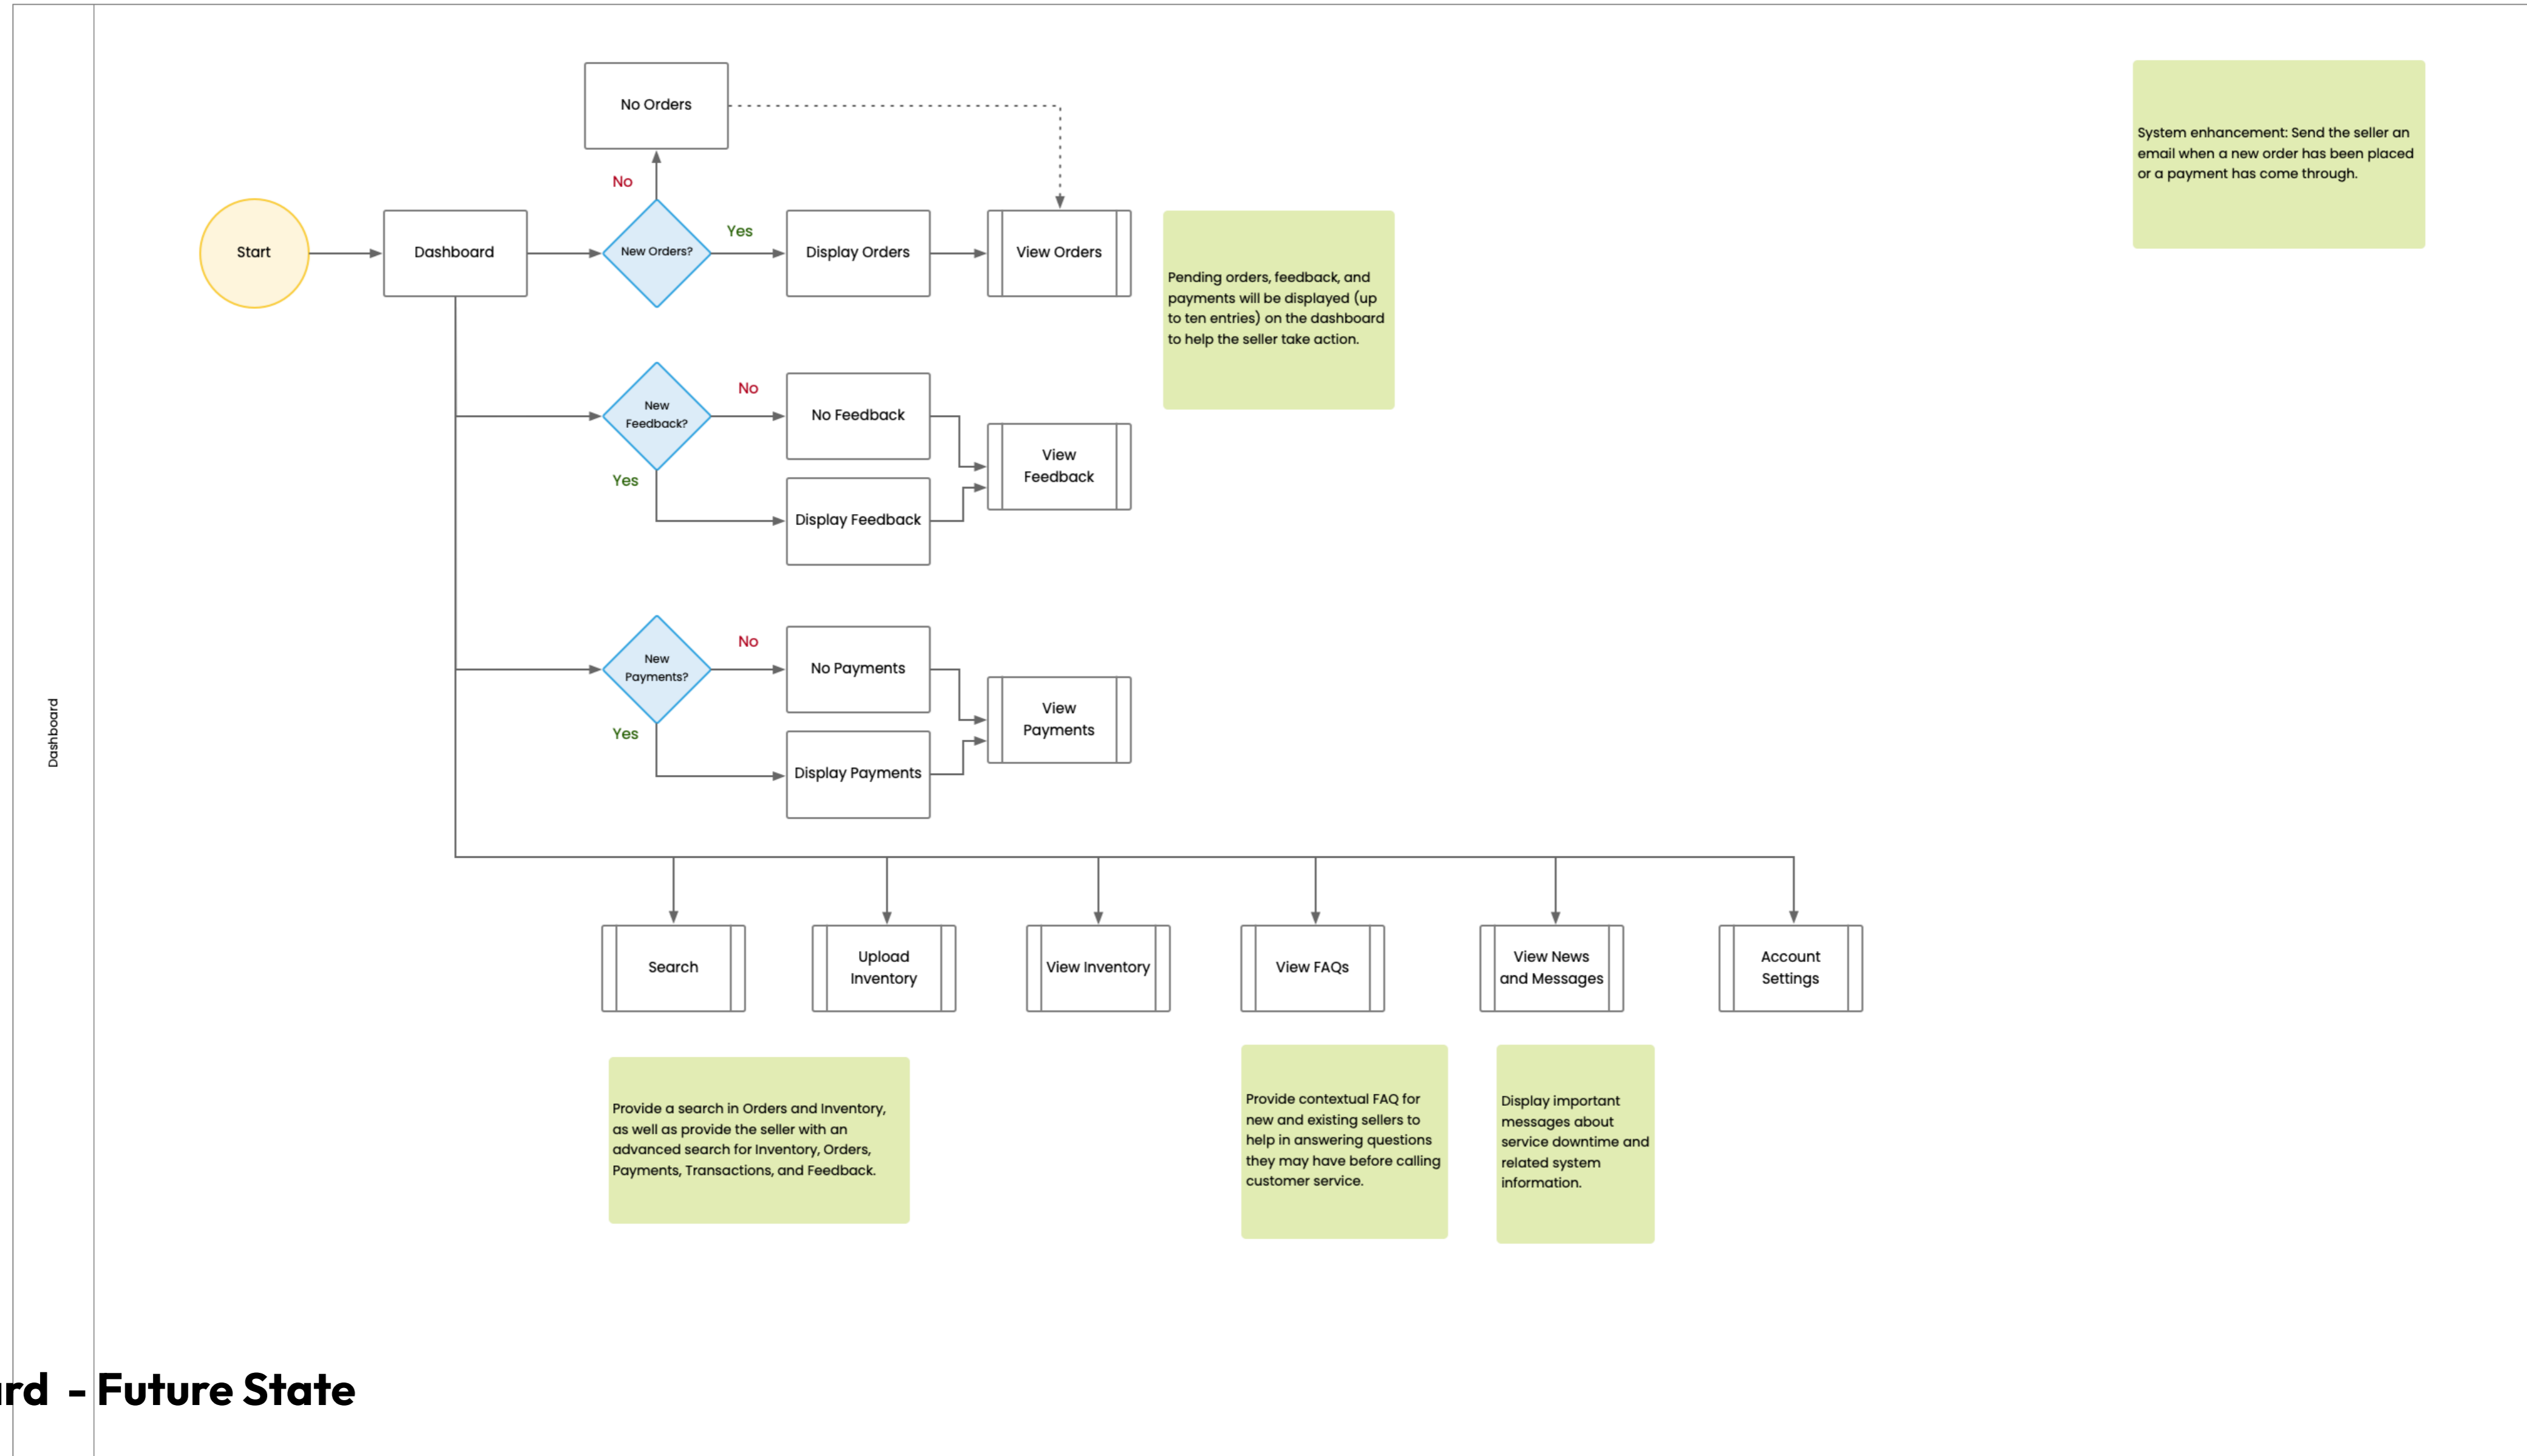 No Orders
System enhancement: Send the seller an
email when a new order has been placed
or a payment has come through.
No
Start
Dashboard
New Orders?
Yes
Display Orders
View Orders
Pending orders, feedback, and
payments will be displayed (up
to ten entries) on the dashboard
to help the seller take action.
New
Feedback?
No
No Feedback
Yes
Display Feedback
View
Feedback
New
Payments?
No
No Payments
Yes
Display Payments
View
Payments
Dashboard
Search
Upload
Inventory
View Inventory
View FAQs
View News
and Messages
Account
Settings
Provide a search in Orders and Inventory,
as well as provide the seller with an
advanced search for Inventory, Orders,
Payments, Transactions, and Feedback.
Provide contextual FAQ for
new and existing sellers to
help in answering questions
they may have before calling
customer service.
Display important
messages about
service downtime and
related system
information.
rd - Future State